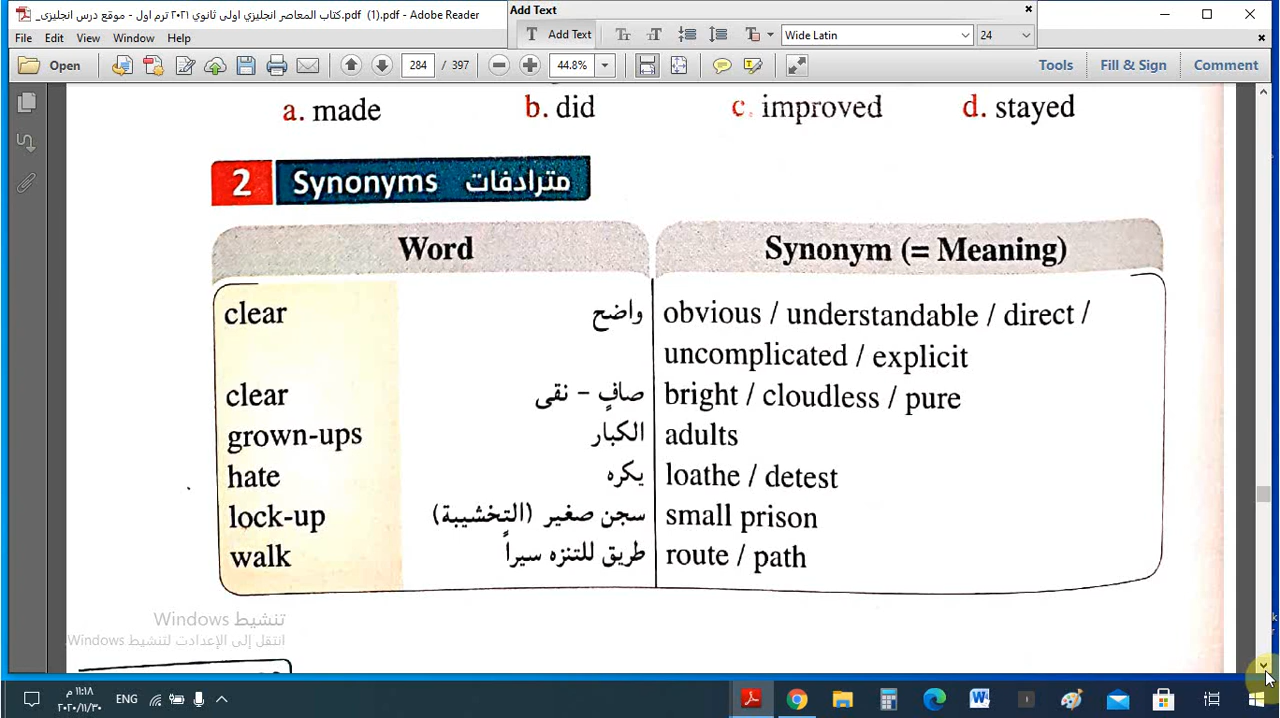 كتاب المعاصر انجليزي اولى ثانوي ٢٠٢١ ترم اول - موقع درس انجليزى_.pdf (1).pdf - Adobe Reader
Add Text
File Edit View Window Help
Add Text Wide Latin 24
Open 284 / 397 44.8% Tools Fill & Sign Comment
a. made b. did c. improved d. stayed
2 Synonyms مترادفات
Word Synonym (= Meaning)
clear واضح obvious / understandable / direct /
uncomplicated / explicit
clear صافٍ – نقى bright / cloudless / pure
grown-ups الكبار adults
hate يكره loathe / detest
lock-up سجن صغير (التخشيبة) small prison
walk طريق للتنزه سيراً route / path
تنشيط Windows
انتقل إلى الإعدادات لتنشيط Windows.
ENG
١١:١٨ م
٢٠٢٠/١١/٣٠